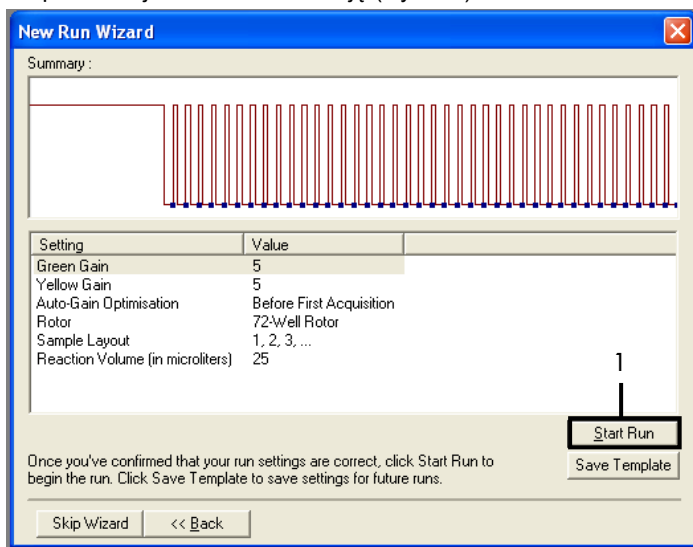 New Run Wizard
Summary :
Setting Value
Green Gain 5
Yellow Gain 5
Auto-Gain Optimisation Before First Acquisition
Rotor 72-Well Rotor
Sample Layout 1, 2, 3, ...
Reaction Volume (in microliters) 25
1
Start Run
Once you've confirmed that your run settings are correct, click Start Run to
begin the run. Click Save Template to save settings for future runs.
Save Template
Skip Wizard << Back